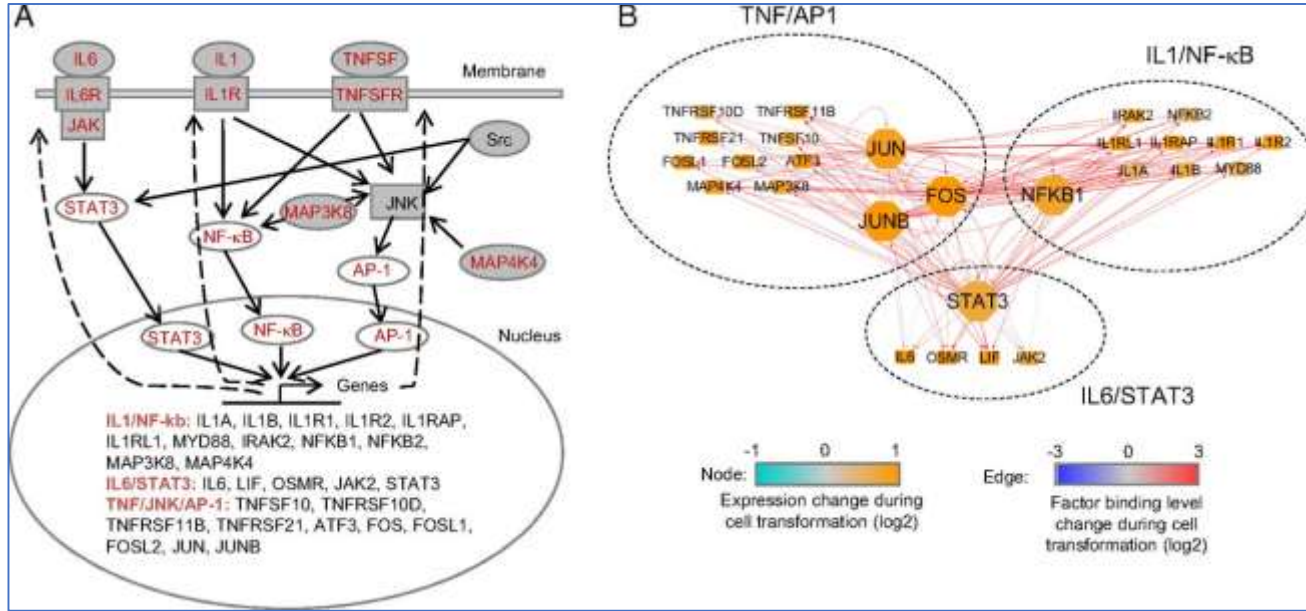 A
IL6
IL1
TNFSF
Membrane
IL6R
IL1R
TNFSFR
JAK
Src
STAT3
MAP3K8
JNK
NF-κB
MAP4K4
AP-1
STAT3
NF-κB
AP-1
Nucleus
Genes
IL1/NF-kb: IL1A, IL1B, IL1R1, IL1R2, IL1RAP,
IL1RL1, MYD88, IRAK2, NFKB1, NFKB2,
MAP3K8, MAP4K4
IL6/STAT3: IL6, LIF, OSMR, JAK2, STAT3
TNF/JNK/AP-1: TNFSF10, TNFRSF10D,
TNFRSF11B, TNFRSF21, ATF3, FOS, FOSL1,
FOSL2, JUN, JUNB
B
TNF/AP1
IL1/NF-κB
TNFRSF10D TNFRSF11B
TNFRSF21 TNFSF10
FOSL1 FOSL2 ATF3
MAP4K4 MAP3K8
JUN
FOS
JUNB
IRAK2 NFKB2
IL1RL1 IL1RAP IL1R1 IL1R2
IL1A IL1B MYD88
NFKB1
STAT3
IL6 OSMR LIF JAK2
IL6/STAT3
-1 0 1
Node:
Expression change during
cell transformation (log2)
-3 0 3
Edge:
Factor binding level
change during cell
transformation (log2)